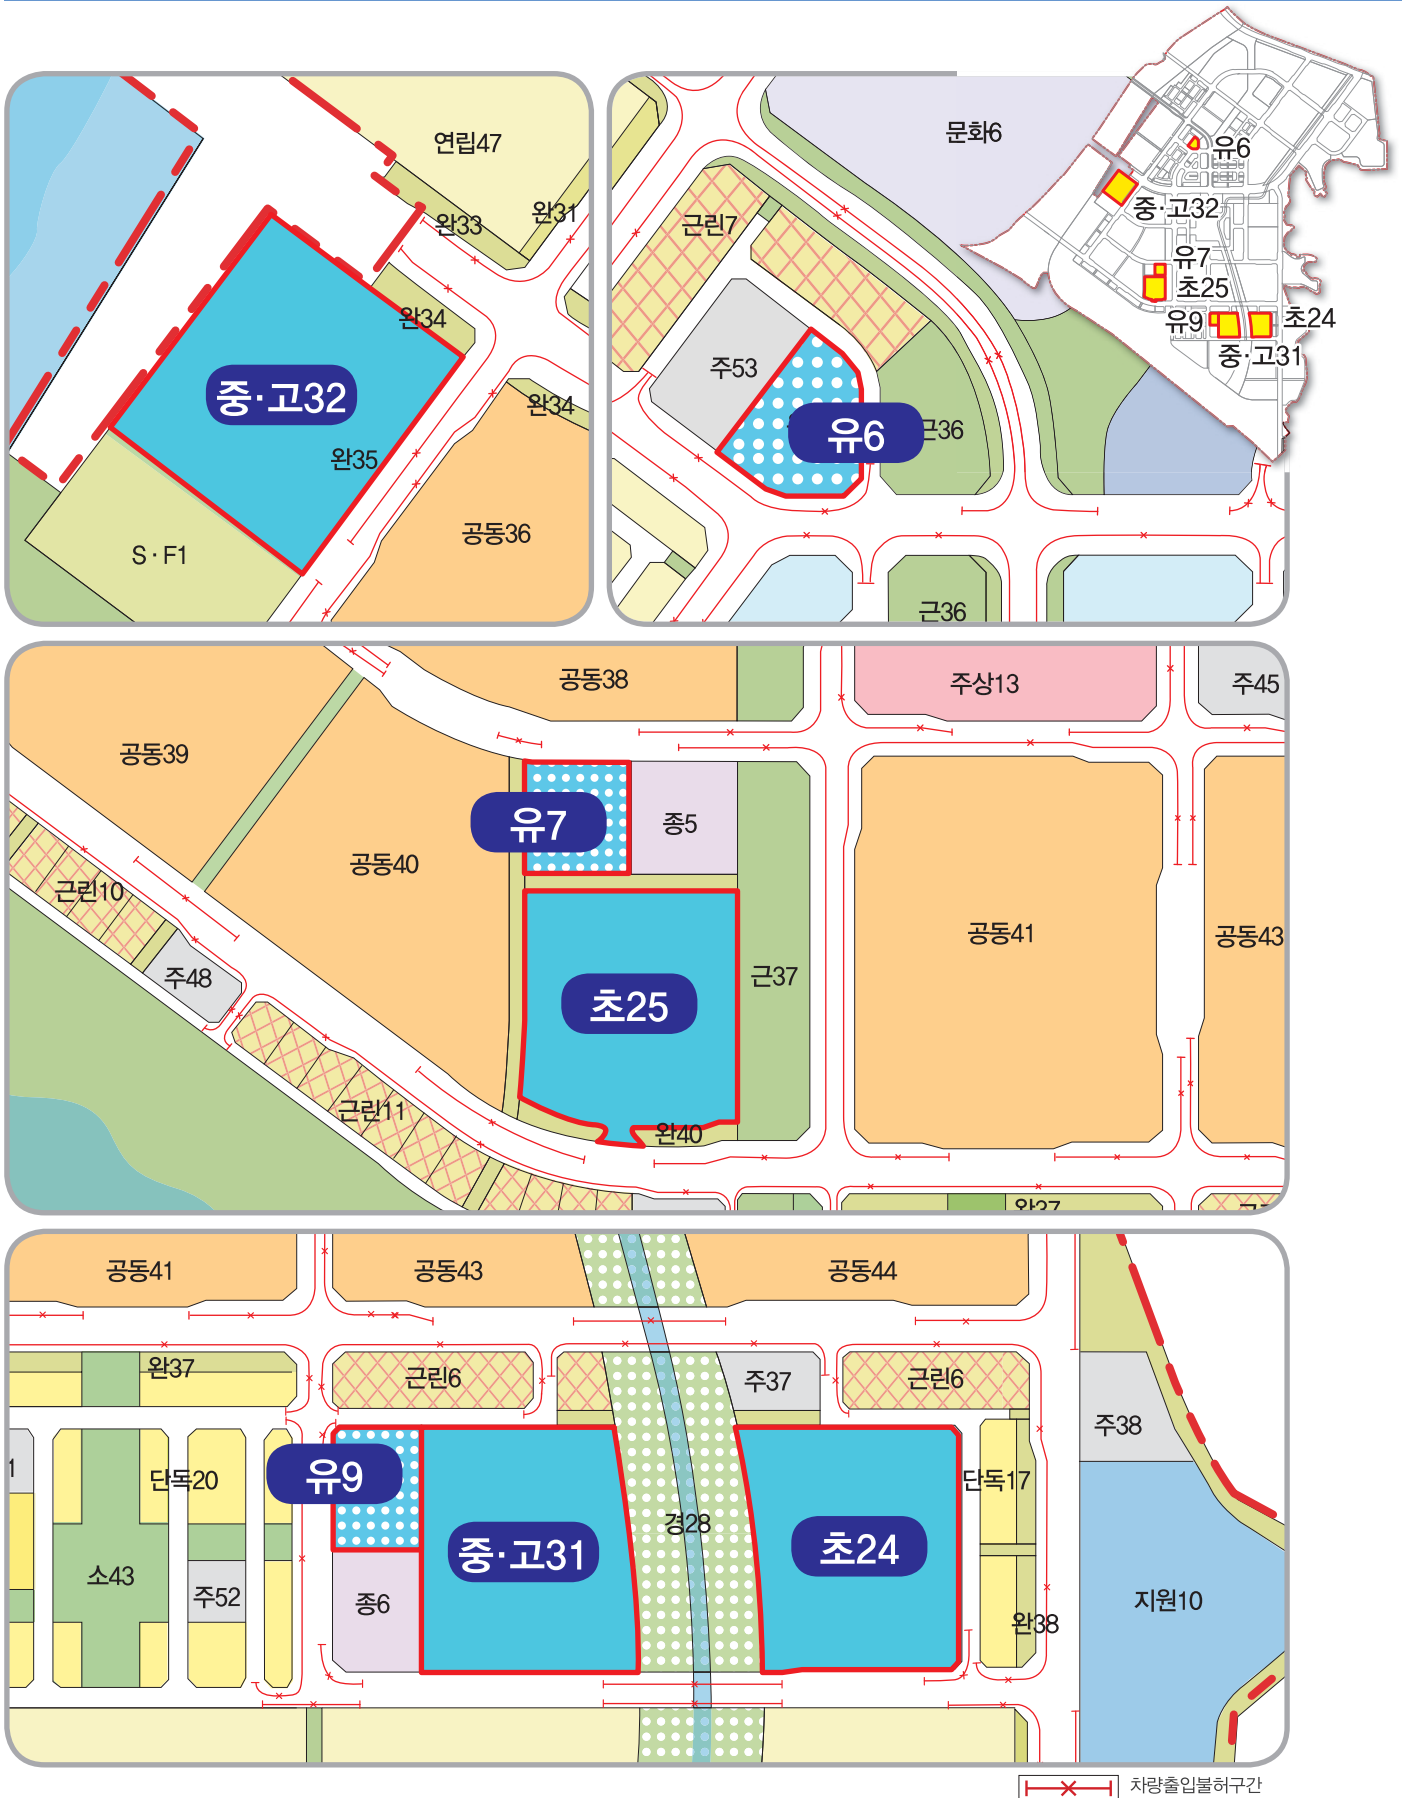 연립47
완33
완31
완34
중·고32
완34
완35
공동36
S·F1
문화6
근린7
주53
유6
근36
근36
유6
중·고32
유7
초25
유9
초24
중·고31
공동38
주상13
주45
공동39
유7
종5
공동40
근린10
공동41
공동43
주48
초25
근37
근린11
완40
완37
공동41
공동43
공동44
완37
근린6
주37
근린6
주38
1
단독20
유9
단독17
경28
중·고31
초24
소43
주52
종6
지원10
완38
차량출입불허구간